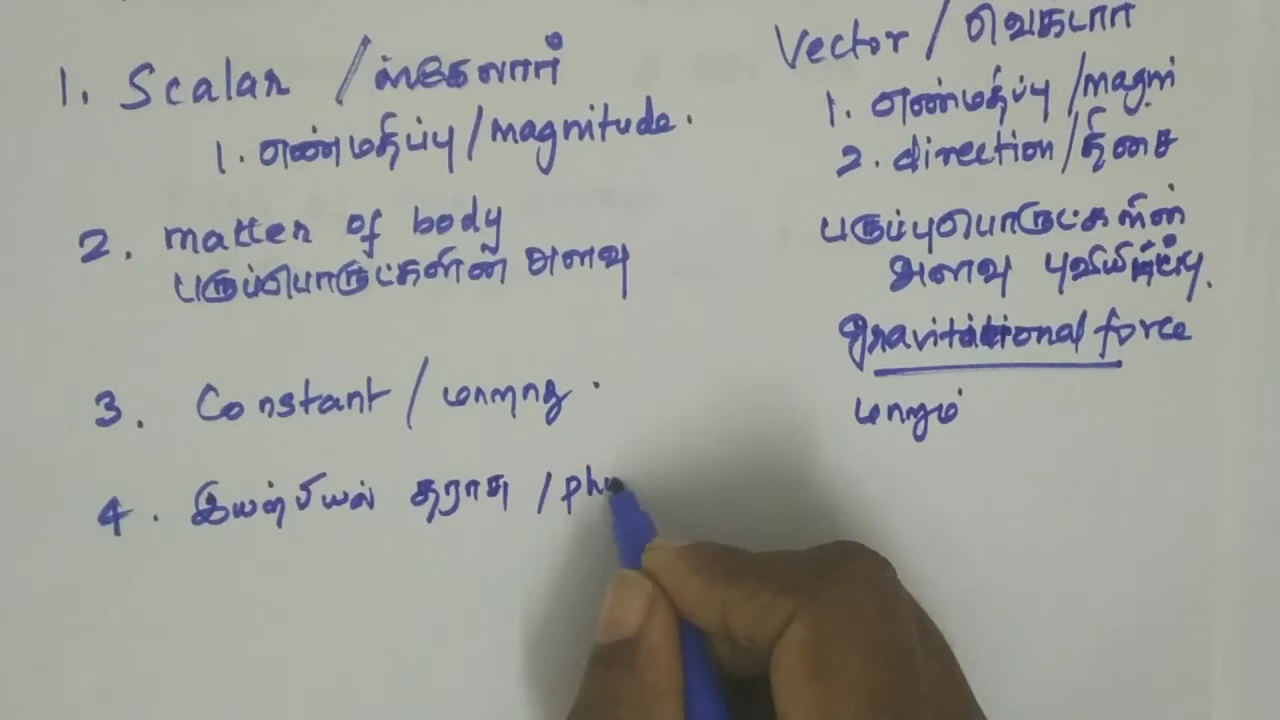 1. Scalar / ஸ்கேலார்
1. எண்மதிப்பு / magnitude.
2. matter of body
பருப்பொருட்களின் அளவு
3. Constant / மாறாது.
4. இயற்பியல் தராசு / phy
Vector / வெக்டார்
1. எண்மதிப்பு / magni
2. direction / திசை
பருப்புபொருட்களின்
அளவு புவியீர்ப்பு.
gravitational force
மாறும்